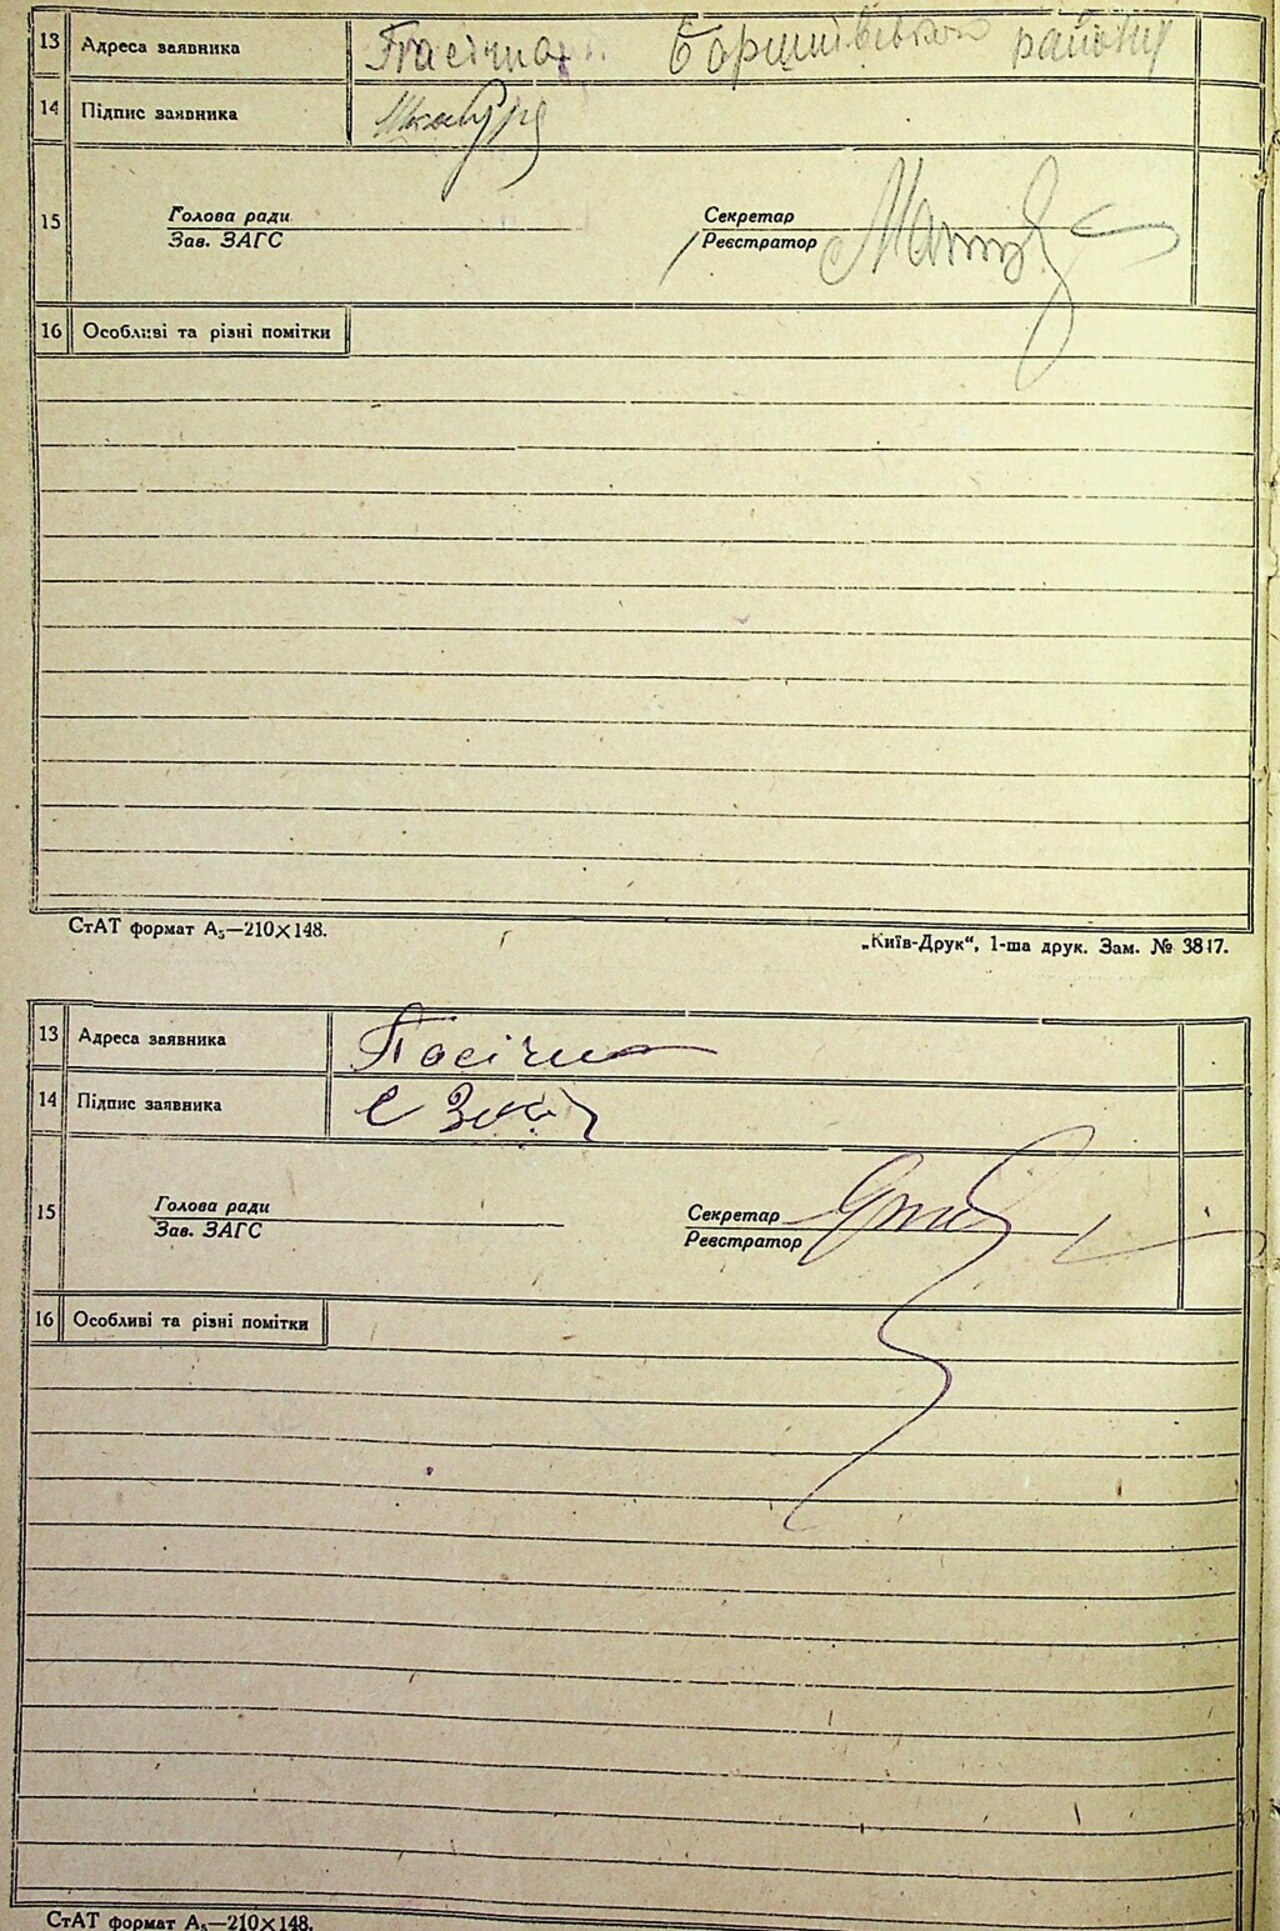 13 Адреса заявника Пасічна району
14 Підпис заявника
Голова ради Секретар
15
Зав. ЗАГС Реєстратор
16 Особливі та різні помітки
СтАТ формат А₅—210×148.
„Київ-Друк“, 1-ша друк. Зам. № 3817.
13 Адреса заявника Пасічна
14 Підпис заявника
Голова ради Секретар
15
Зав. ЗАГС Реєстратор
16 Особливі та різні помітки
СтАТ формат А₅—210×148.